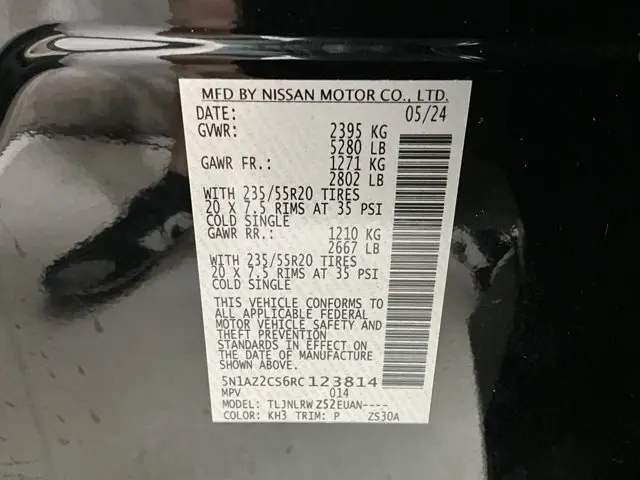 MFD BY NISSAN MOTOR CO., LTD.
DATE: 05/24
GVWR: 2395 KG
5280 LB
GAWR FR.: 1271 KG
2802 LB
WITH 235/55R20 TIRES
20 X 7.5 RIMS AT 35 PSI
COLD SINGLE
GAWR RR.: 1210 KG
2667 LB
WITH 235/55R20 TIRES
20 X 7.5 RIMS AT 35 PSI
COLD SINGLE
THIS VEHICLE CONFORMS TO
ALL APPLICABLE FEDERAL
MOTOR VEHICLE SAFETY AND
THEFT PREVENTION
STANDARDS IN EFFECT ON
THE DATE OF MANUFACTURE
SHOWN ABOVE.
5N1AZ2CS6RC123814
MPV 014
MODEL: TLJNLRW Z52EUAN----
COLOR: KH3 TRIM: P ZS30A